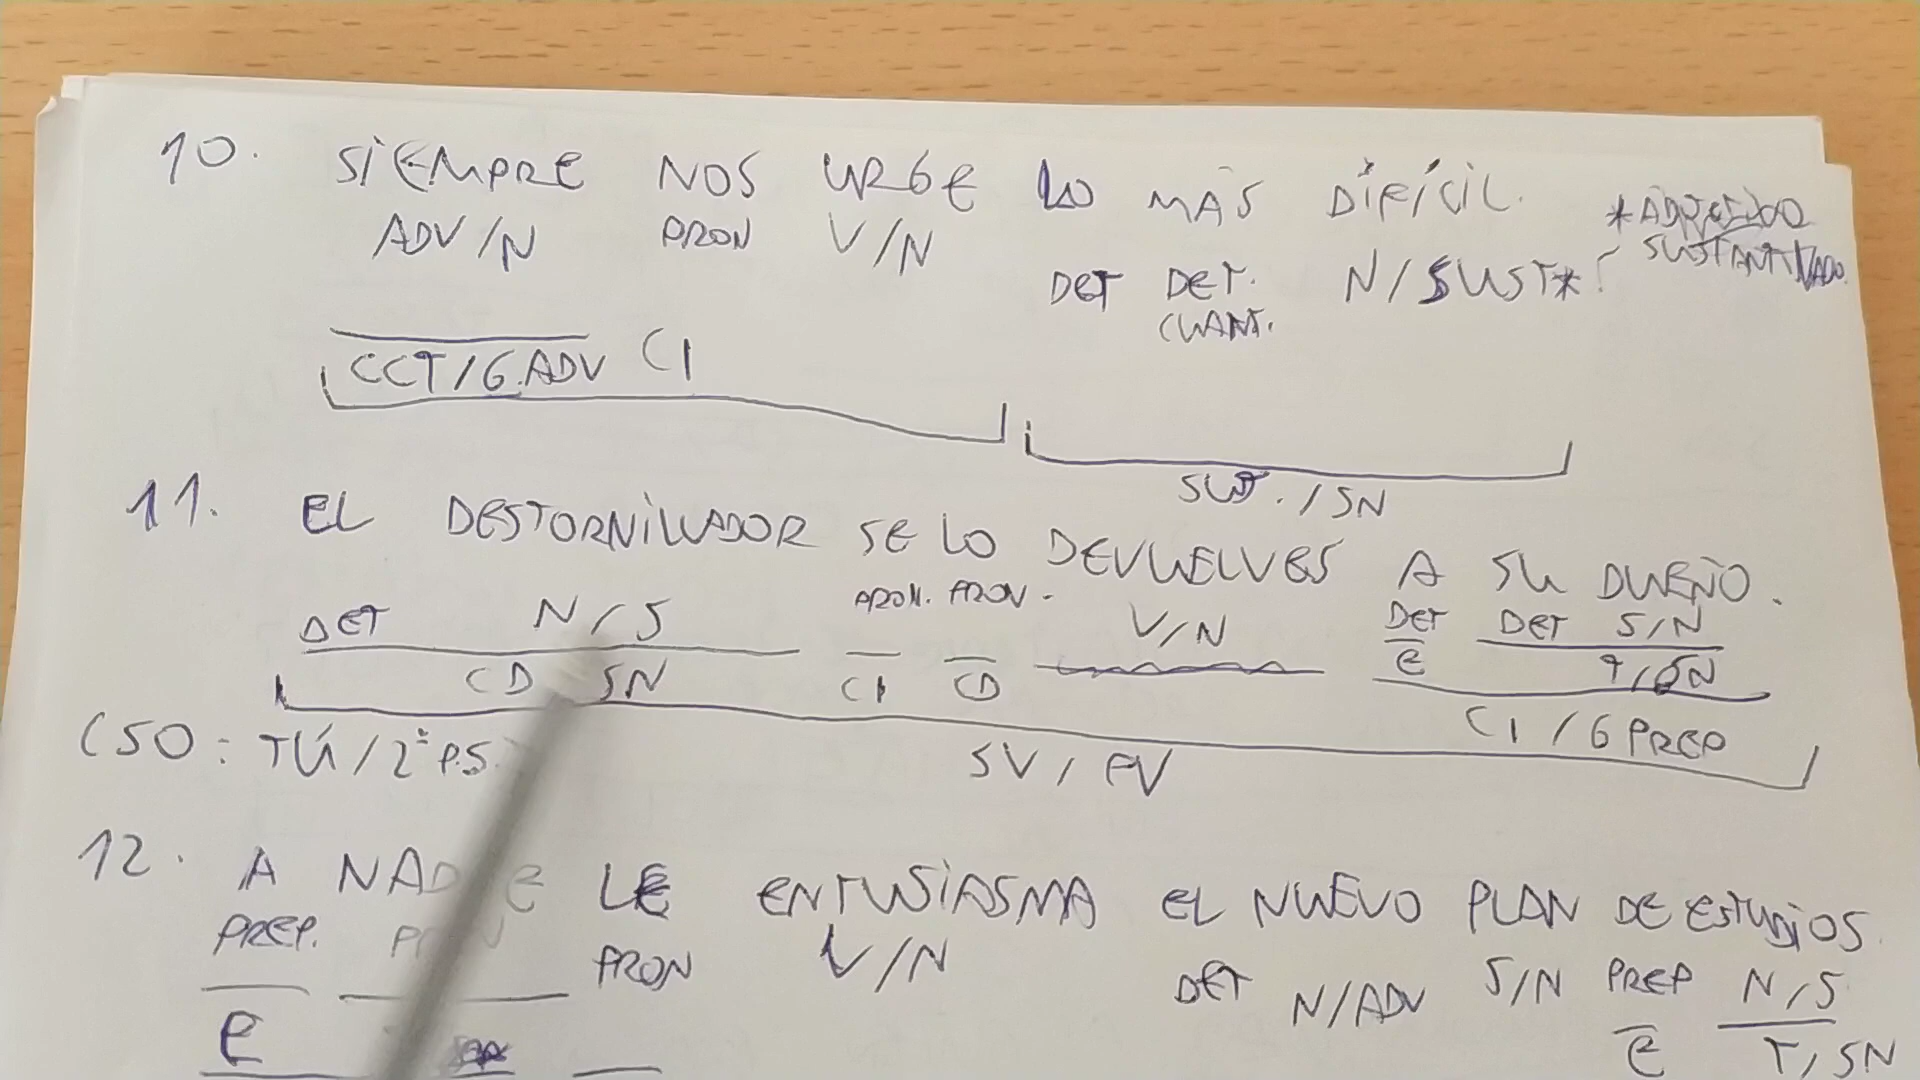 10. SIEMPRE NOS URGE LO MÁS DIFÍCIL. *ADJETIVO
SUSTANTIVADO
ADV/N PRON V/N DET DET. N/SUST*
CUANT.
CCT/G.ADV CI
SUJ./SN
11. EL DESTORNILLADOR SE LO DEVUELVES A SU DUEÑO.
DET N/S PRON. PRON. V/N DET DET S/N
E T/SN
CD SN CI CD
CI/G PREP
(SO: TÚ/2ª P.S. SV/PV
12. A NADIE LE ENTUSIASMA EL NUEVO PLAN DE ESTUDIOS.
PREP. PRON V/N DET N/ADV S/N PREP N/S
E E T/SN